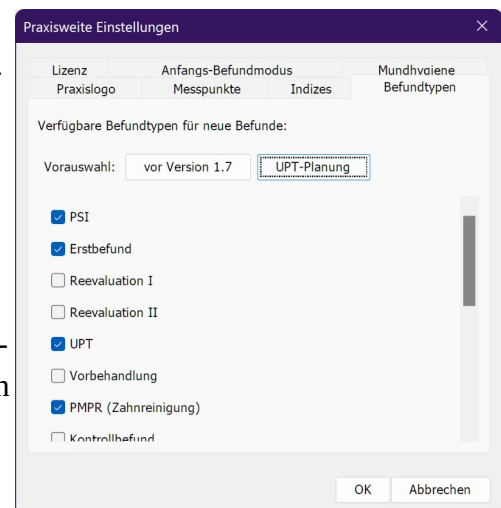 Praxisweite Einstellungen
Lizenz Anfangs-Befundmodus Mundhygiene
Praxislogo Messpunkte Indizes Befundtypen
Verfügbare Befundtypen für neue Befunde:
Vorauswahl: vor Version 1.7 UPT-Planung
PSI
Erstbefund
Reevaluation I
Reevaluation II
UPT
-
Vorbehandlung
n
PMPR (Zahnreinigung)
Kontrollbefund
OK Abbrechen